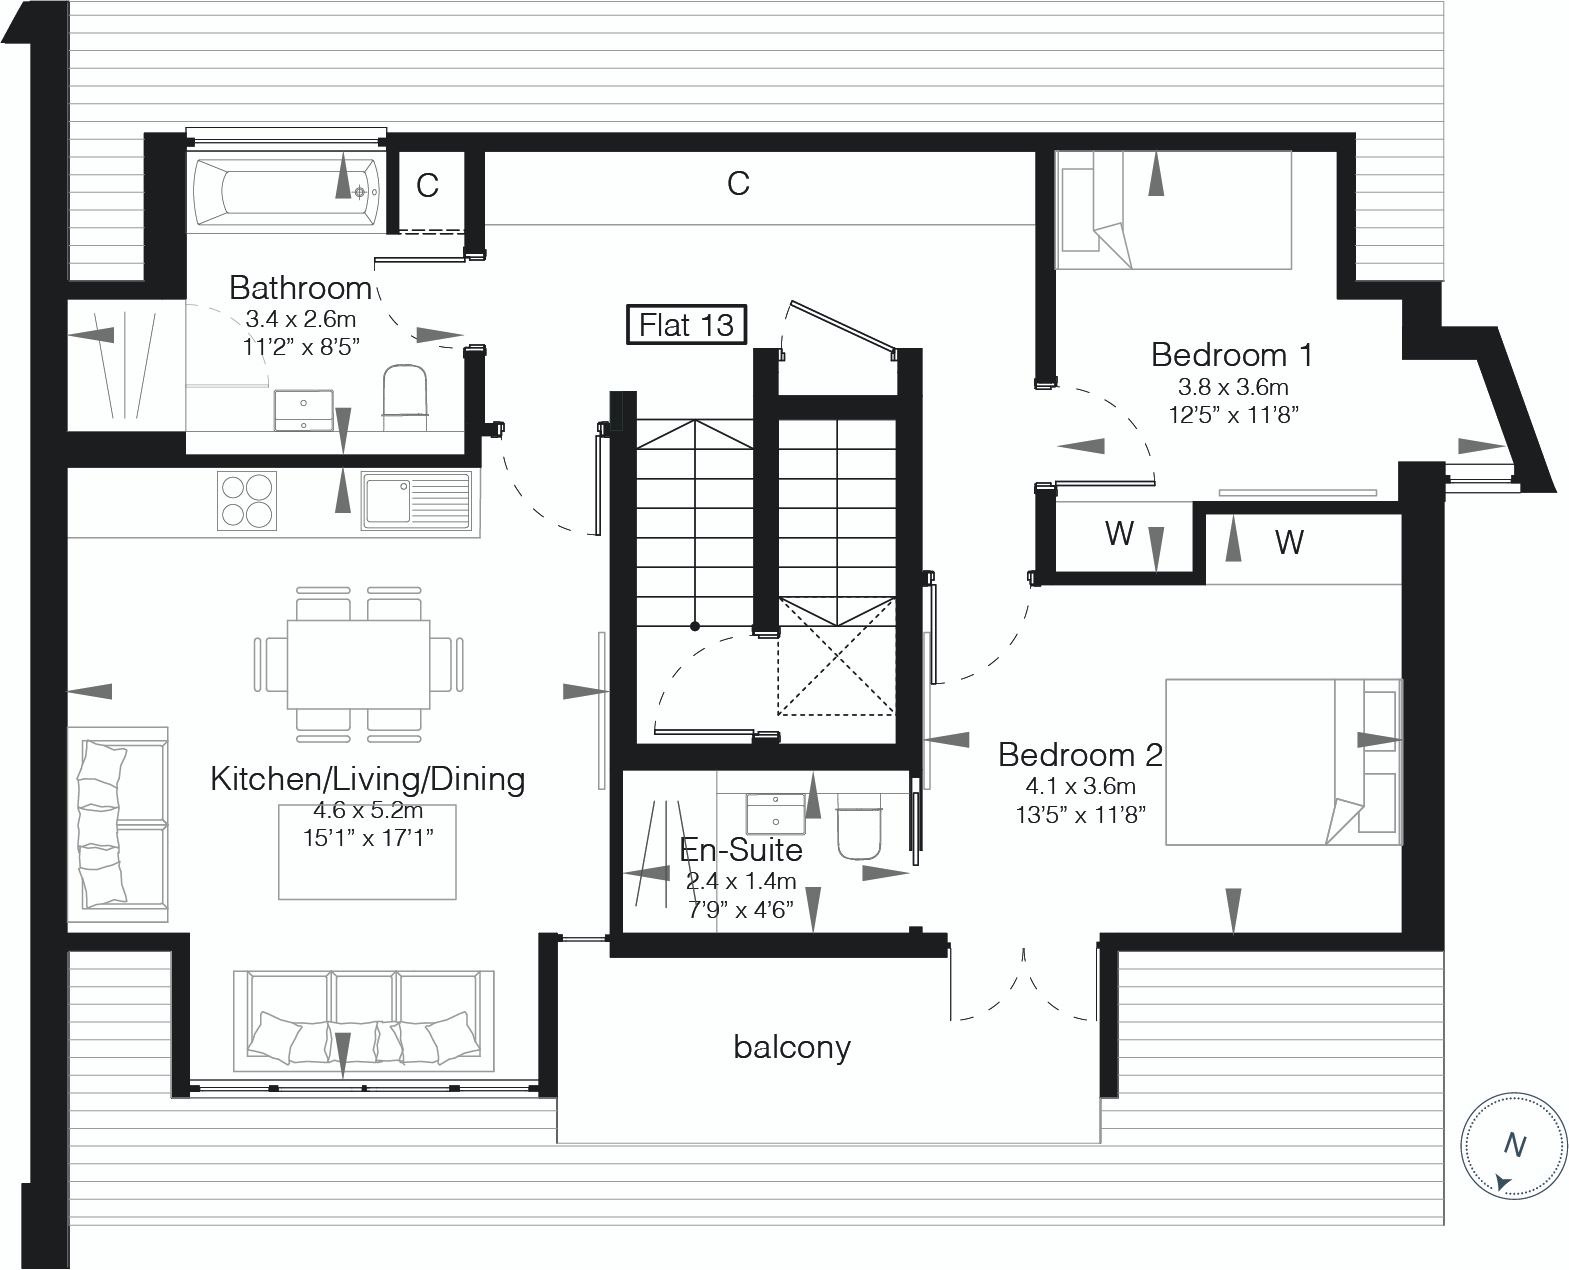 C
C
Bathroom
3.4 x 2.6m
11'2" x 8'5"
Flat 13
Bedroom 1
3.8 x 3.6m
12'5" x 11'8"
W
W
Kitchen/Living/Dining
4.6 x 5.2m
15'1" x 17'1"
Bedroom 2
4.1 x 3.6m
13'5" x 11'8"
En-Suite
2.4 x 1.4m
7'9" x 4'6"
balcony
N